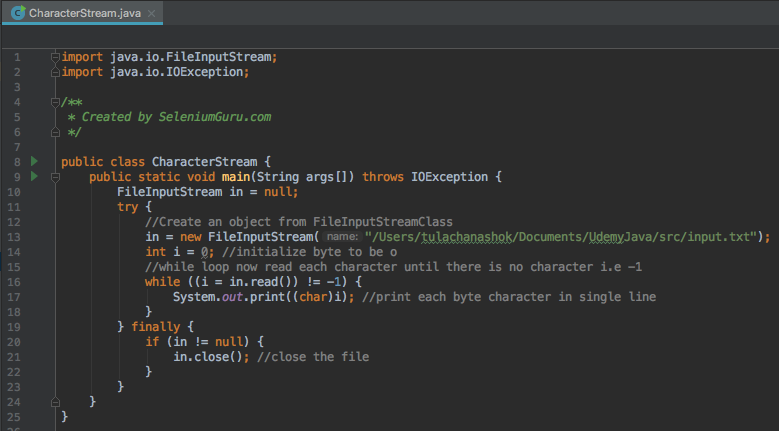 CharacterStream.java
1 import java.io.FileInputStream;
2 import java.io.IOException;
3
4 /**
5  * Created by SeleniumGuru.com
6  */
7
8 public class CharacterStream {
9     public static void main(String args[]) throws IOException {
10         FileInputStream in = null;
11         try {
12             //Create an object from FileInputStreamClass
13             in = new FileInputStream( name: "/Users/tulachanashok/Documents/UdemyJava/src/input.txt");
14             int i = 0; //initialize byte to be o
15             //while loop now read each character until there is no character i.e -1
16             while ((i = in.read()) != -1) {
17                 System.out.print((char)i); //print each byte character in single line
18             }
19         } finally {
20             if (in != null) {
21                 in.close(); //close the file
22             }
23         }
24     }
25 }